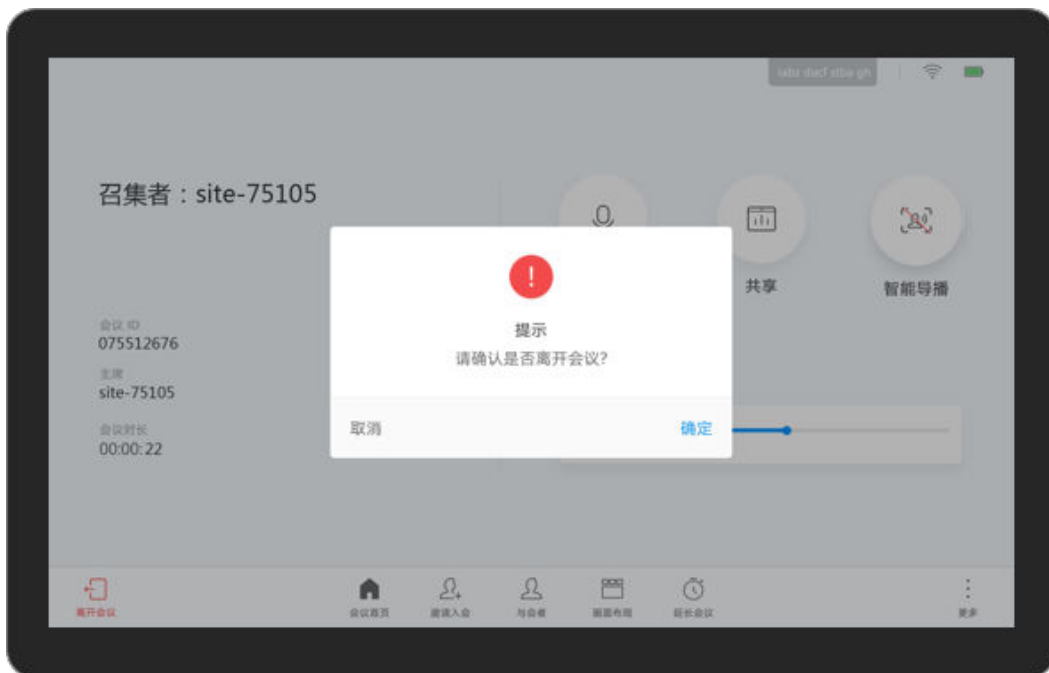 召集者：site-75105
共享
智能导播
会议 ID
075512676
主席
site-75105
会议时长
00:00:22
提示
请确认是否离开会议?
取消
确定
离开会议
会议首页
邀请入会
与会者
画面布局
延长会议
更多